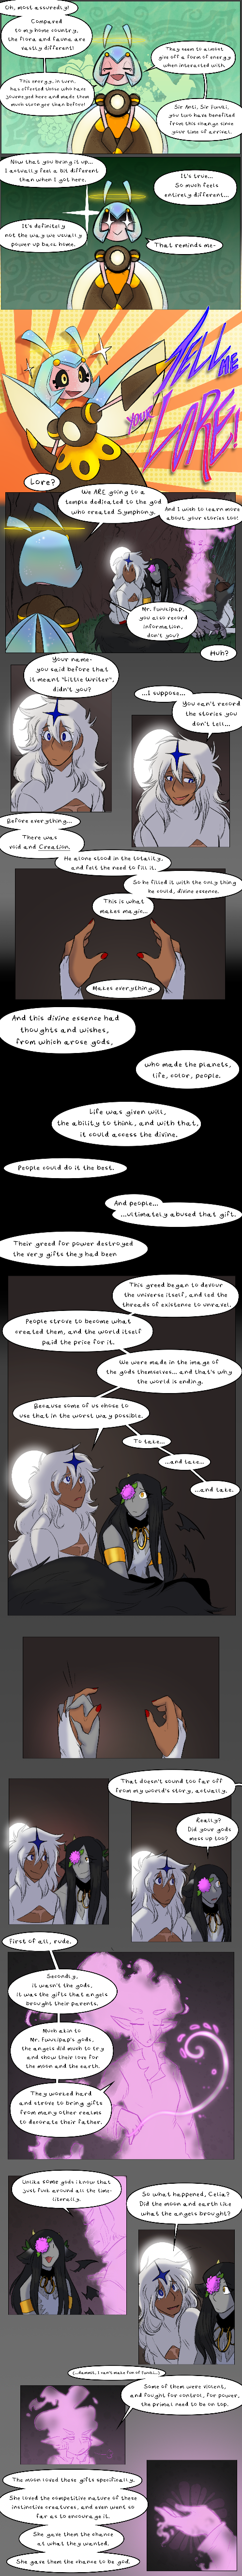 Oh, most assuredly!
Compared
to my home country,
the flora and fauna are
vastly different!
They seem to almost
give off a form of energy
when interacted with.
This energy, in turn,
has affected those who have
journeyed here and made them
much stronger than before!
Sir Anti, Sir Funsti,
you two have benefited
from this change since
your time of arrival.
Now that you bring it up...
I actually feel a bit different
than when I got here.
It's true...
So much feels
entirely different...
It's definitely
not the way we usually
power up back home.
That reminds me-
TELL ME
YOUR
LORE!
Lore?
We ARE going to a
temple dedicated to the god
who created Symphony,
And I wish to learn more
about your stories too!
Mr. Fuwusipap,
you also record
information,
don't you?
Huh?
Your name-
you said before that
it meant "Little Writer",
didn't you?
...I suppose...
You can't record
the stories you
don't tell...
Before everything...
There was
void and Creation.
He alone stood in the totality,
and felt the need to fill it.
So he filled it with the only thing
he could, divine essence.
This is what
makes magic...
Makes everything.
And this divine essence had
thoughts and wishes,
from which arose gods,
who made the planets,
life, color, people.
Life was given will,
the ability to think, and with that,
it could access the divine.
People could do it the best.
And people...
...ultimately abused that gift.
Their greed for power destroyed
the very gifts they had been
This greed began to devour
the universe itself, and led the
threads of existence to unravel.
People strove to become what
created them, and the world itself
paid the price for it.
We were made in the image of
the gods themselves... and that's why
the world is ending.
Because some of us chose to
use that in the worst way possible.
To take...
...and take...
...and take.
That doesn't sound too far off
from my world's story, actually.
Really?
Did your gods
mess up too?
First of all, rude.
Secondly,
it wasn't the gods,
it was the gifts that angels
brought their parents.
Much akin to
Mr. Fuwusipap's gods,
the angels did much to try
and show their love for
the moon and the earth.
They worked hard
and strove to bring gifts
from many other realms
to decorate their father.
Unlike some gods I know that
just fuck around all the time.
Literally.
So what happened, Celia?
Did the moon and earth like
what the angels brought?
(...Dammit, I can't make fun of
Some of them were violent,
and fought for control, for power,
the primal need to be on top.
The moon loved these gifts specifically.
She loved the competitive nature of these
instinctive creatures, and even went so
far as to encourage it.
She gave them the chance
at what they wanted.
She gave them the chance to be god.